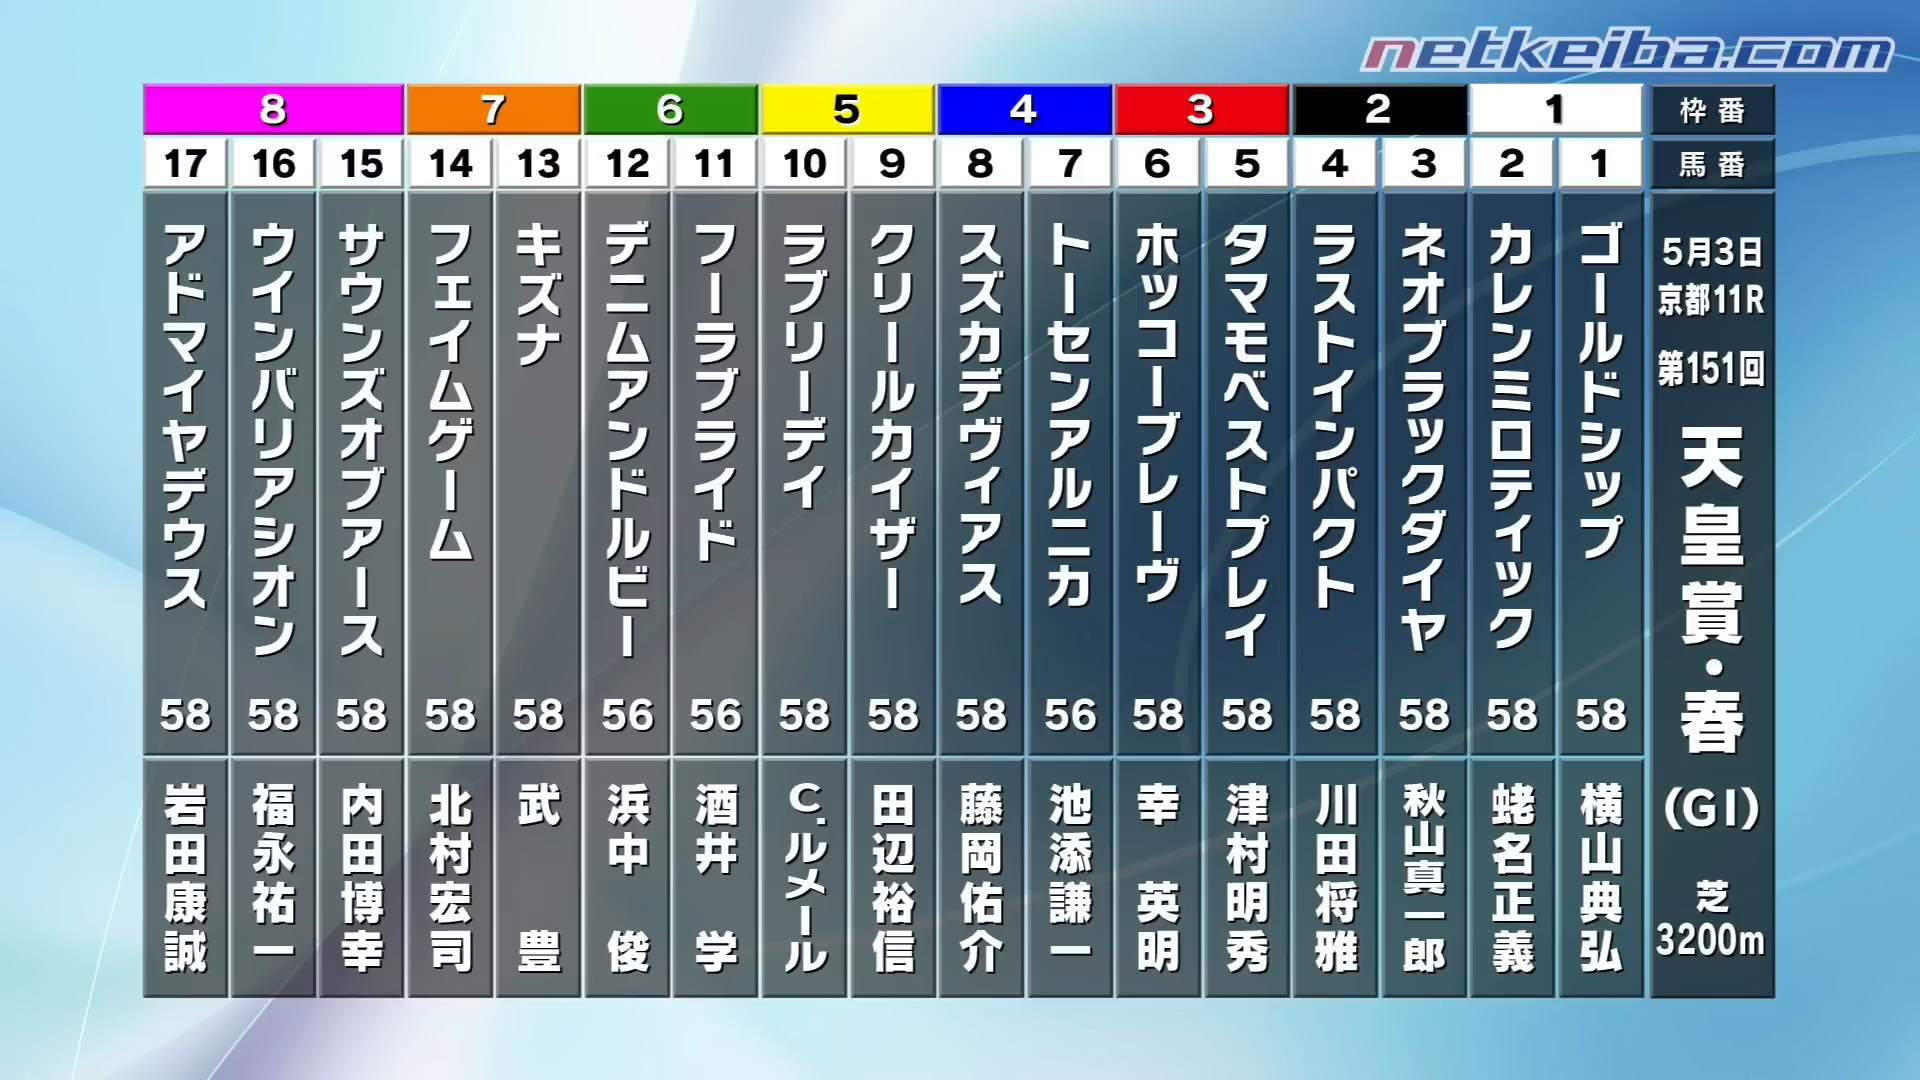 netkeiba.com
枠番
馬番
5月3日
京都11R
第151回
天皇賞・春
(GI)
芝
3200m
1
1
ゴールドシップ
58
横山典弘
2
カレンミロティック
58
蛯名正義
2
3
ネオブラックダイヤ
58
秋山真一郎
4
ラストインパクト
58
川田将雅
3
5
タマモベストプレイ
58
津村明秀
6
ホッコーブレーヴ
58
幸英明
4
7
トーセンアルニカ
56
池添謙一
8
スズカデヴィアス
58
藤岡佑介
5
9
クリールカイザー
58
田辺裕信
10
ラブリーデイ
58
C.ルメール
6
11
フーラブライド
56
酒井学
12
デニムアンドルビー
56
浜中俊
7
13
キズナ
58
武豊
14
フェイムゲーム
58
北村宏司
8
15
サウンズオブアース
58
内田博幸
16
ウインバリアシオン
58
福永祐一
17
アドマイヤデウス
58
岩田康誠